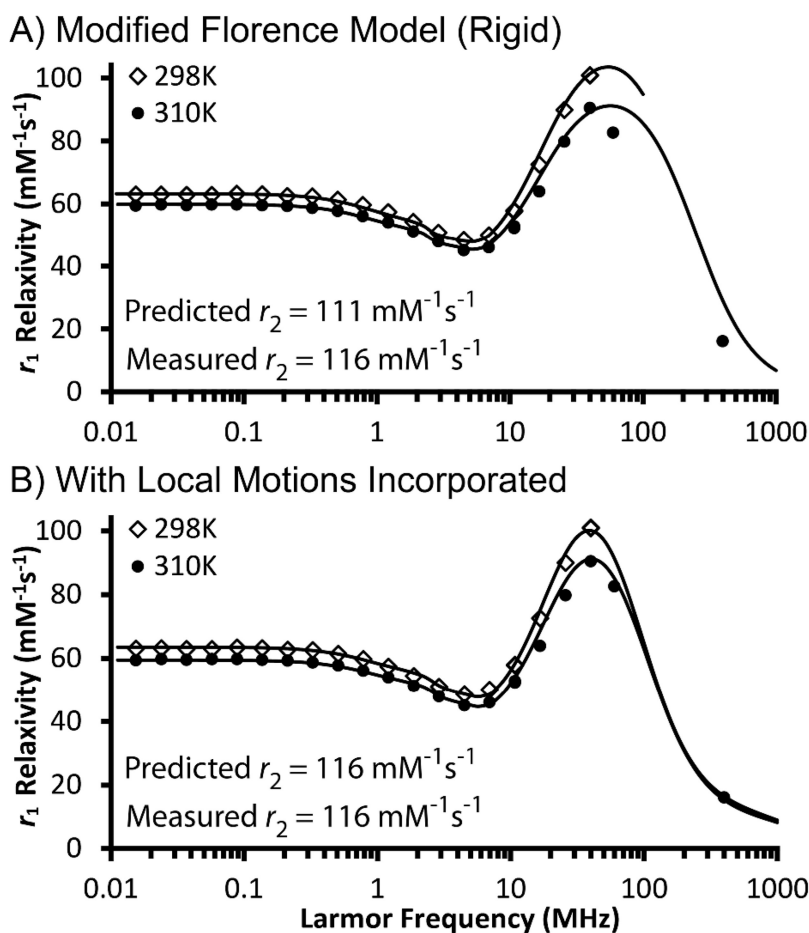 A) Modified Florence Model (Rigid)
r₁ Relaxivity (mM⁻¹s⁻¹)
100
80
60
40
20
0
298K
310K
Predicted r₂ = 111 mM⁻¹s⁻¹
Measured r₂ = 116 mM⁻¹s⁻¹
0.01 0.1 1 10 100 1000
B) With Local Motions Incorporated
r₁ Relaxivity (mM⁻¹s⁻¹)
100
80
60
40
20
0
298K
310K
Predicted r₂ = 116 mM⁻¹s⁻¹
Measured r₂ = 116 mM⁻¹s⁻¹
0.01 0.1 1 10 100 1000
Larmor Frequency (MHz)